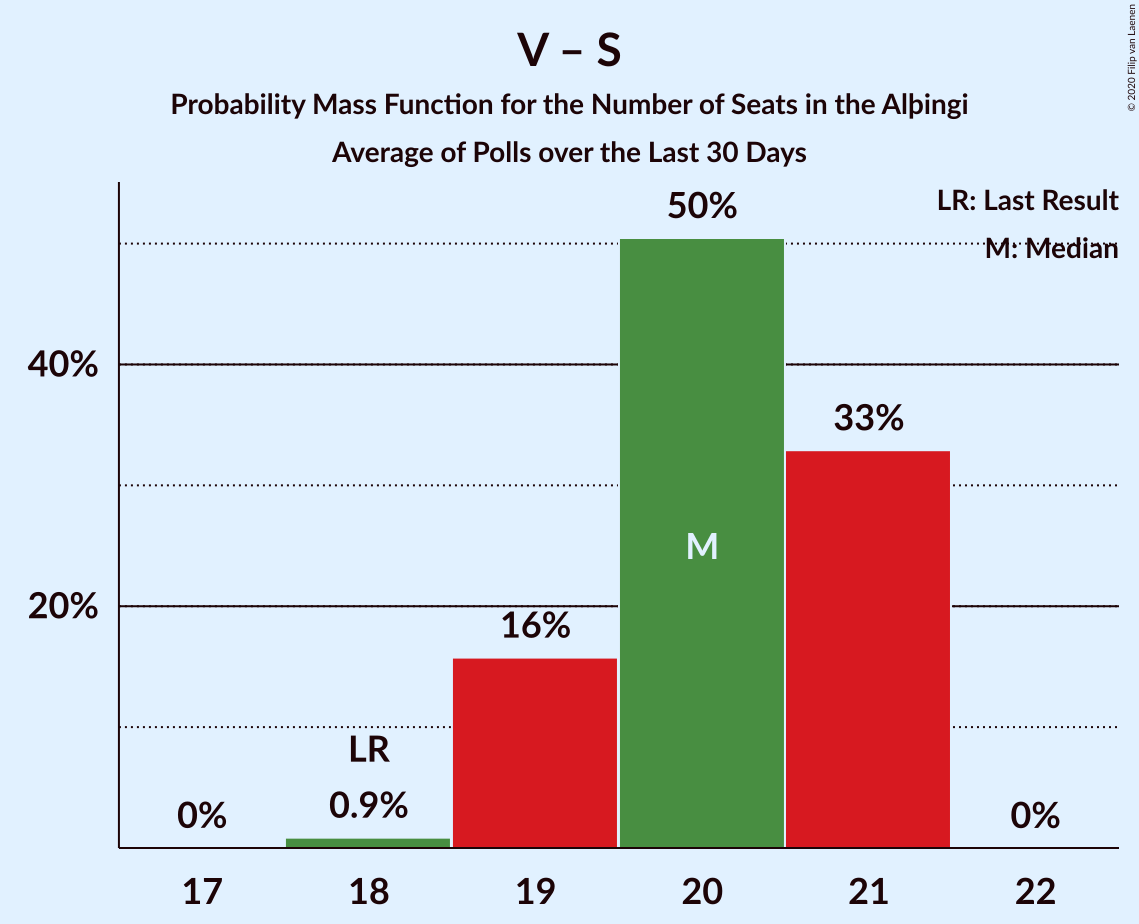 V – S
Probability Mass Function for the Number of Seats in the Alþingi
Average of Polls over the Last 30 Days
© 2020 Filip van Laenen
LR: Last Result
M: Median
50%
40%
33%
M
20%
16%
LR
0.9%
0%
0%
17
18
19
20
21
22